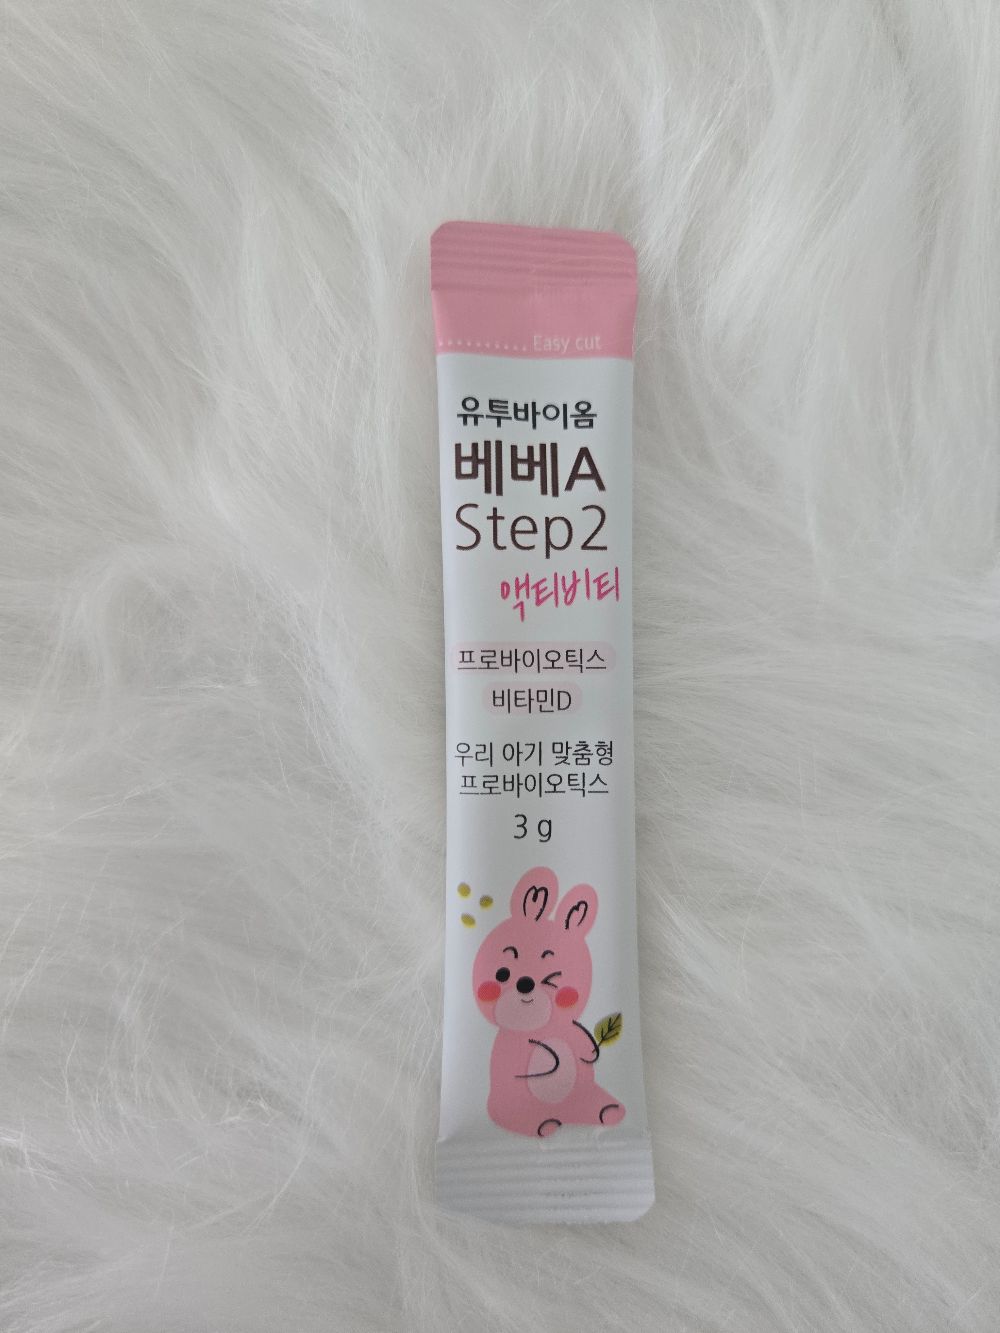 Easy cut
유투바이옴
베베A
Step2
액티비티
프로바이오틱스
비타민D
우리 아기 맞춤형
프로바이오틱스
3 g